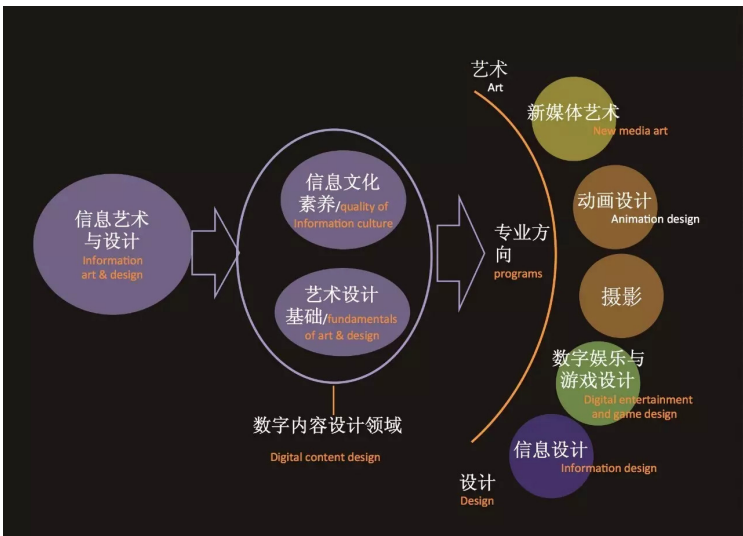 信息艺术
与设计
Information
art & design
信息文化
素养/quality of
Information culture
艺术设计
基础/fundamentals
of art & design
数字内容设计领域
Digital content design
艺术
Art
专业方
向
programs
设计
Design
新媒体艺术
New media art
动画设计
Animation design
摄影
数字娱乐与
游戏设计
Digital entertainment
and game design
信息设计
Information design